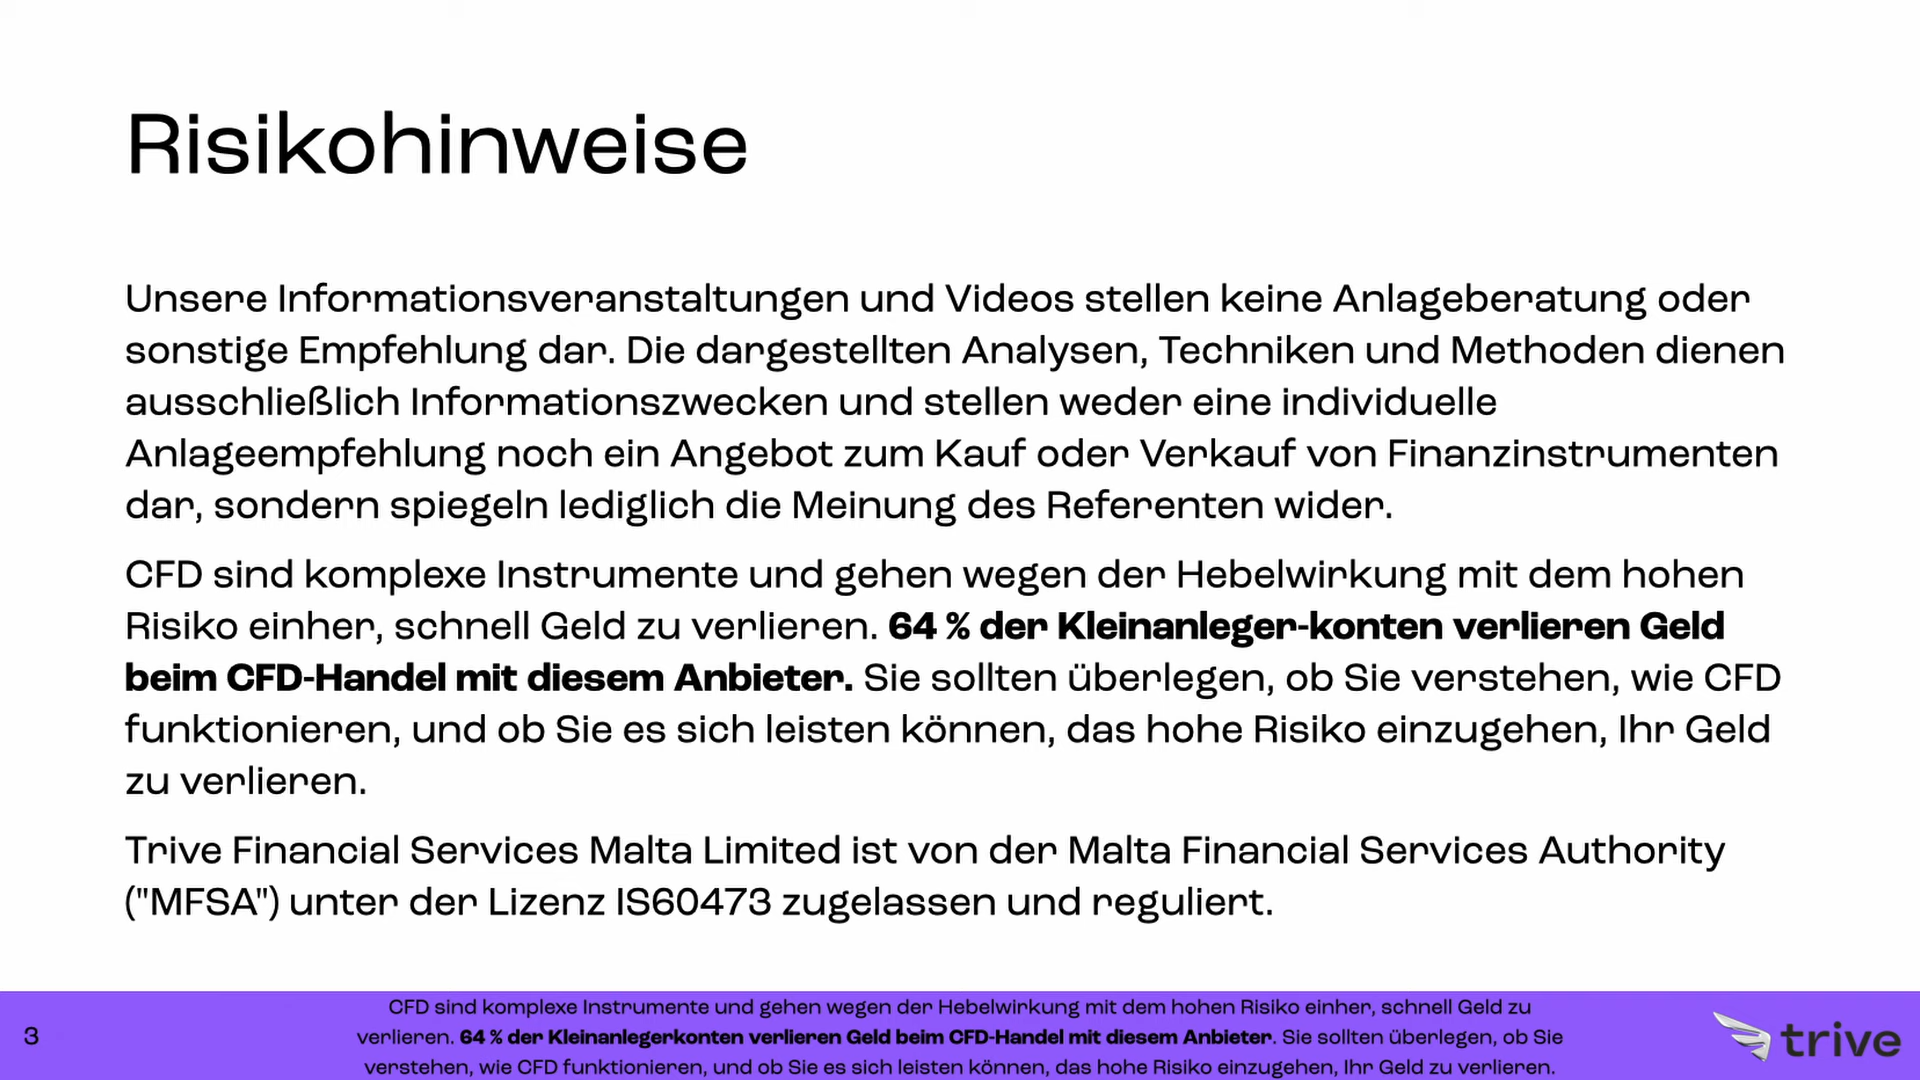 Risikohinweise
Unsere Informationsveranstaltungen und Videos stellen keine Anlageberatung oder
sonstige Empfehlung dar. Die dargestellten Analysen, Techniken und Methoden dienen
ausschließlich Informationszwecken und stellen weder eine individuelle
Anlageempfehlung noch ein Angebot zum Kauf oder Verkauf von Finanzinstrumenten
dar, sondern spiegeln lediglich die Meinung des Referenten wider.
CFD sind komplexe Instrumente und gehen wegen der Hebelwirkung mit dem hohen
Risiko einher, schnell Geld zu verlieren. 64 % der Kleinanleger-konten verlieren Geld
beim CFD-Handel mit diesem Anbieter. Sie sollten überlegen, ob Sie verstehen, wie CFD
funktionieren, und ob Sie es sich leisten können, das hohe Risiko einzugehen, Ihr Geld
zu verlieren.
Trive Financial Services Malta Limited ist von der Malta Financial Services Authority
("MFSA") unter der Lizenz IS60473 zugelassen und reguliert.
3
CFD sind komplexe Instrumente und gehen wegen der Hebelwirkung mit dem hohen Risiko einher, schnell Geld zu
verlieren. 64 % der Kleinanlegerkonten verlieren Geld beim CFD-Handel mit diesem Anbieter. Sie sollten überlegen, ob Sie
verstehen, wie CFD funktionieren, und ob Sie es sich leisten können, das hohe Risiko einzugehen, Ihr Geld zu verlieren.
trive